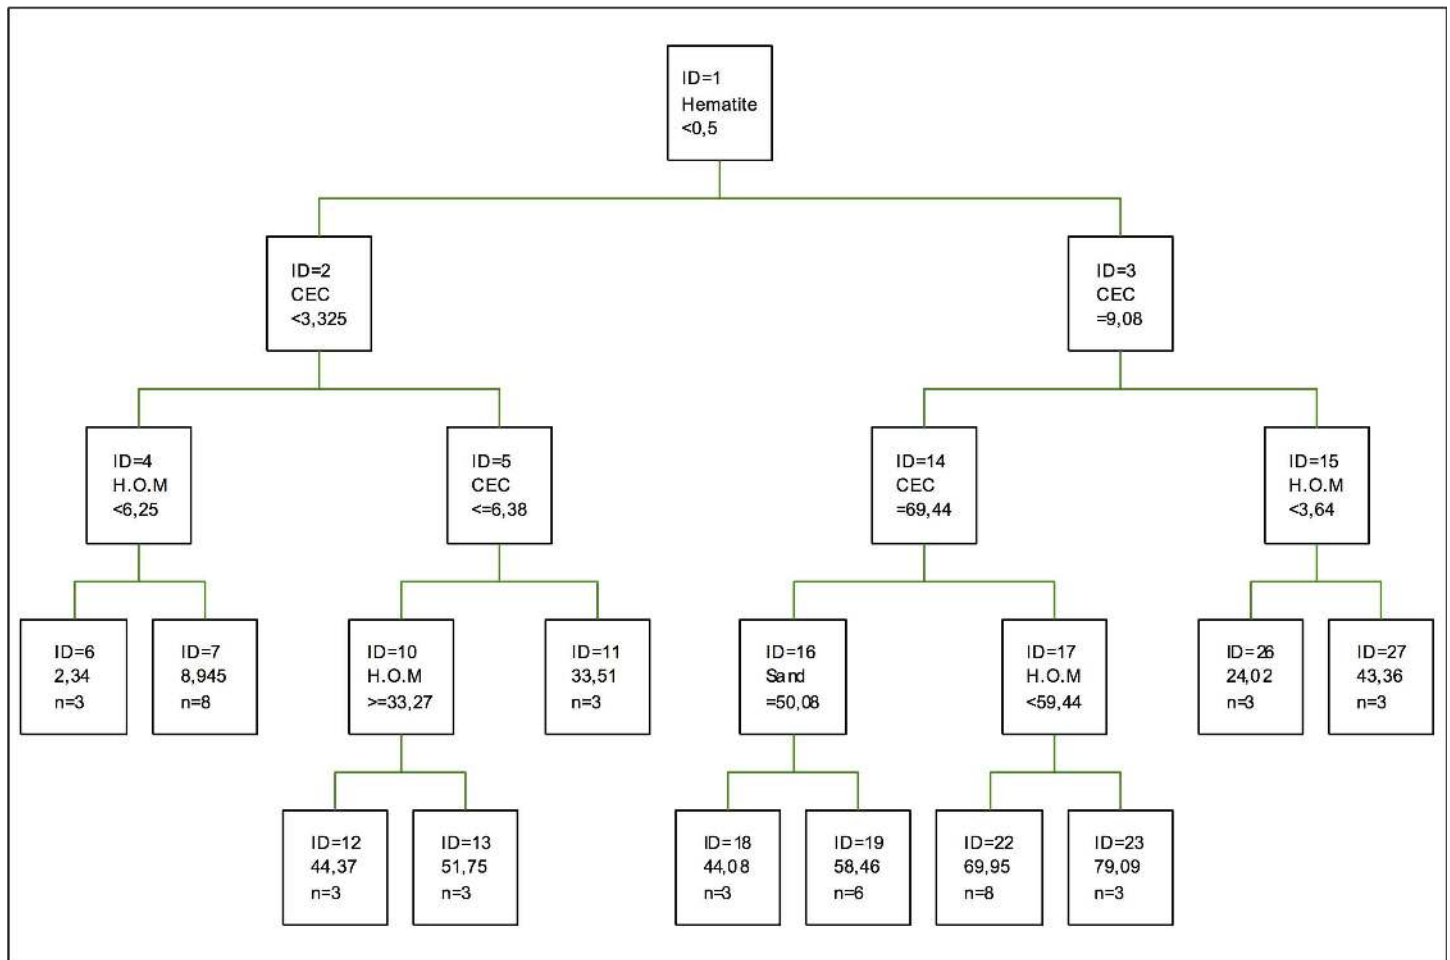 ID=1
Hematite
<0,5
ID=2
CEC
<3,325
ID=3
CEC
=9,08
ID=4
H.O.M
<6,25
ID=5
CEC
<=6,38
ID=14
CEC
=69,44
ID=15
H.O.M
<3,64
ID=6
2,34
n=3
ID=7
8,945
n=8
ID=10
H.O.M
>=33,27
ID=11
33,51
n=3
ID=16
Sand
=50,08
ID=17
H.O.M
<59,44
ID=26
24,02
n=3
ID=27
43,36
n=3
ID=12
44,37
n=3
ID=13
51,75
n=3
ID=18
44,08
n=3
ID=19
58,46
n=6
ID=22
69,95
n=8
ID=23
79,09
n=3